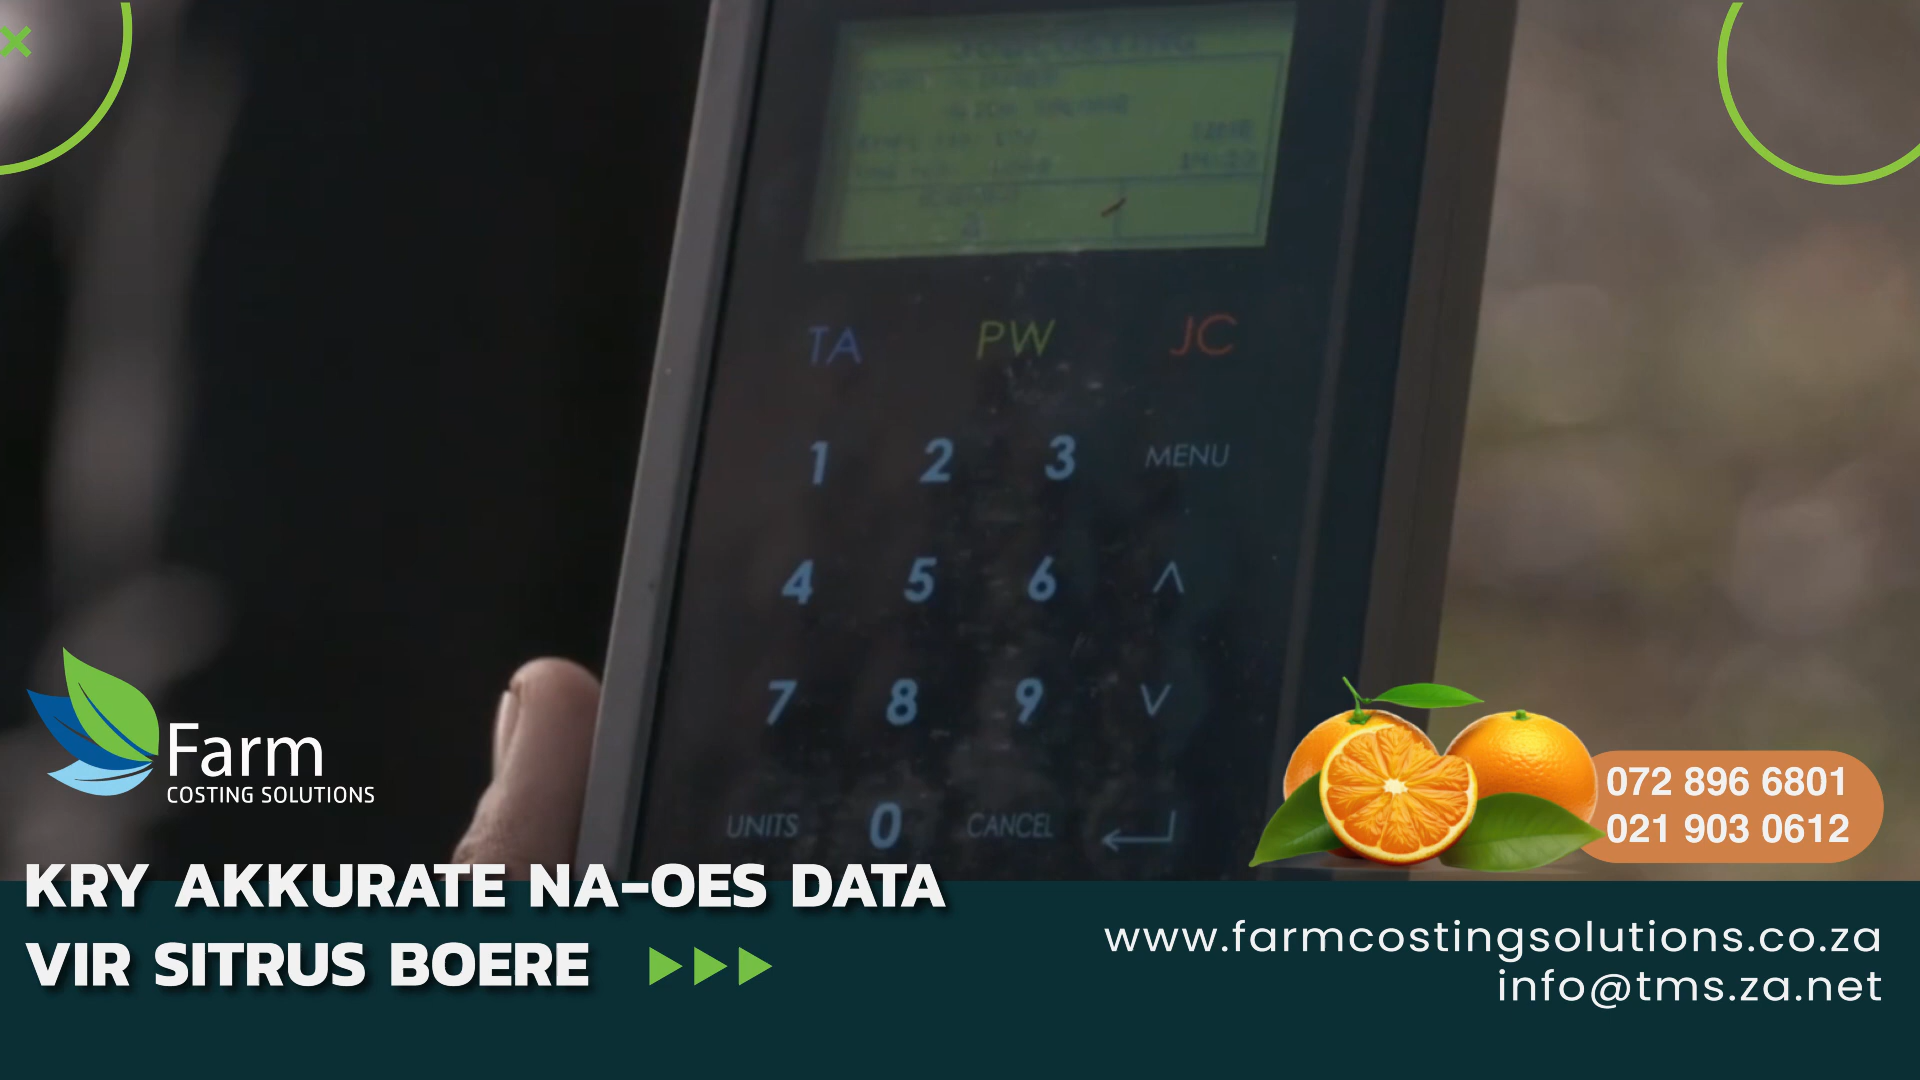 TA PW JC
1 2 3 MENU
4 5 6
7 8 9
UNITS 0 CANCEL
Farm
COSTING SOLUTIONS
072 896 6801
021 903 0612
KRY AKKURATE NA-OES DATA
VIR SITRUS BOERE
www.farmcostingsolutions.co.za
info@tms.za.net